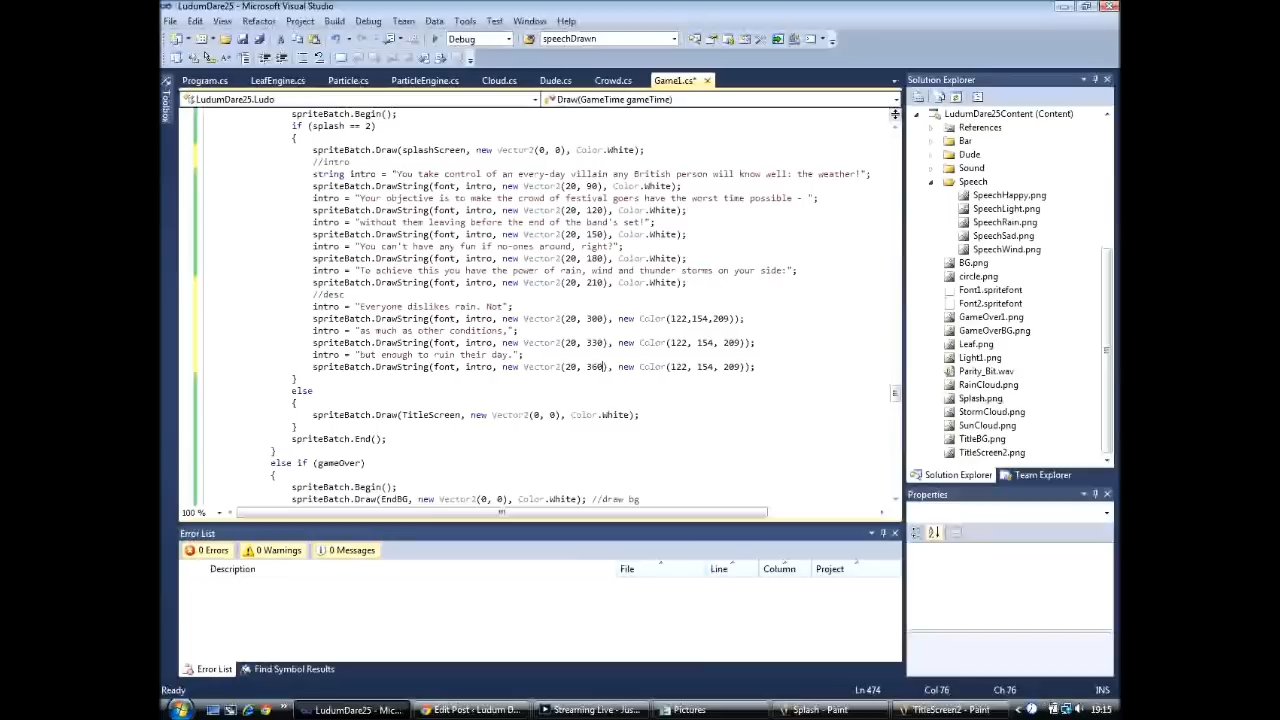 LudumDare25 - Microsoft Visual Studio
File Edit View Refactor Project Build Debug Team Data Tools Test Window Help
Debug speechDrawn
Program.cs LeafEngine.cs Particle.cs ParticleEngine.cs Cloud.cs Dude.cs Crowd.cs Game1.cs*
LudumDare25.Ludo Draw(GameTime gameTime)
spriteBatch.Begin();
if (splash == 2)
{
spriteBatch.Draw(splashScreen, new Vector2(0, 0), Color.White);
//intro
string intro = "You take control of an every-day villain any British person will know well: the weather!";
spriteBatch.DrawString(font, intro, new Vector2(20, 90), Color.White);
intro = "Your objective is to make the crowd of festival goers have the worst time possible - ";
spriteBatch.DrawString(font, intro, new Vector2(20, 120), Color.White);
intro = "without them leaving before the end of the band's set!";
spriteBatch.DrawString(font, intro, new Vector2(20, 150), Color.White);
intro = "You can't have any fun if no-ones around, right?";
spriteBatch.DrawString(font, intro, new Vector2(20, 180), Color.White);
intro = "To achieve this you have the power of rain, wind and thunder storms on your side:";
spriteBatch.DrawString(font, intro, new Vector2(20, 210), Color.White);
//desc
intro = "Everyone dislikes rain. Not";
spriteBatch.DrawString(font, intro, new Vector2(20, 300), new Color(122,154,209));
intro = "as much as other conditions,";
spriteBatch.DrawString(font, intro, new Vector2(20, 330), new Color(122, 154, 209));
intro = "but enough to ruin their day.";
spriteBatch.DrawString(font, intro, new Vector2(20, 360), new Color(122, 154, 209));
}
else
{
spriteBatch.Draw(TitleScreen, new Vector2(0, 0), Color.White);
}
spriteBatch.End();
}
else if (gameOver)
{
spriteBatch.Begin();
spriteBatch.Draw(EndBG, new Vector2(0, 0), Color.White); //draw bg
100 %
Toolbox
Solution Explorer
LudumDare25Content (Content)
References
Bar
Dude
Sound
Speech
SpeechHappy.png
SpeechLight.png
SpeechRain.png
SpeechSad.png
SpeechWind.png
BG.png
circle.png
Font1.spritefont
Font2.spritefont
GameOver1.png
GameOverBG.png
Leaf.png
Light1.png
Parity_Bit.wav
RainCloud.png
Splash.png
StormCloud.png
SunCloud.png
TitleBG.png
TitleScreen2.png
Solution Explorer Team Explorer
Properties
Error List
0 Errors 0 Warnings 0 Messages
Description File Line Column Project
Error List Find Symbol Results
Ready Ln 474 Col 76 Ch 76 INS
LudumDare25 - Mic... Edit Post ‹ Ludum D... Streaming Live - Jus... Pictures Splash - Paint TitleScreen2 - Paint 19:15